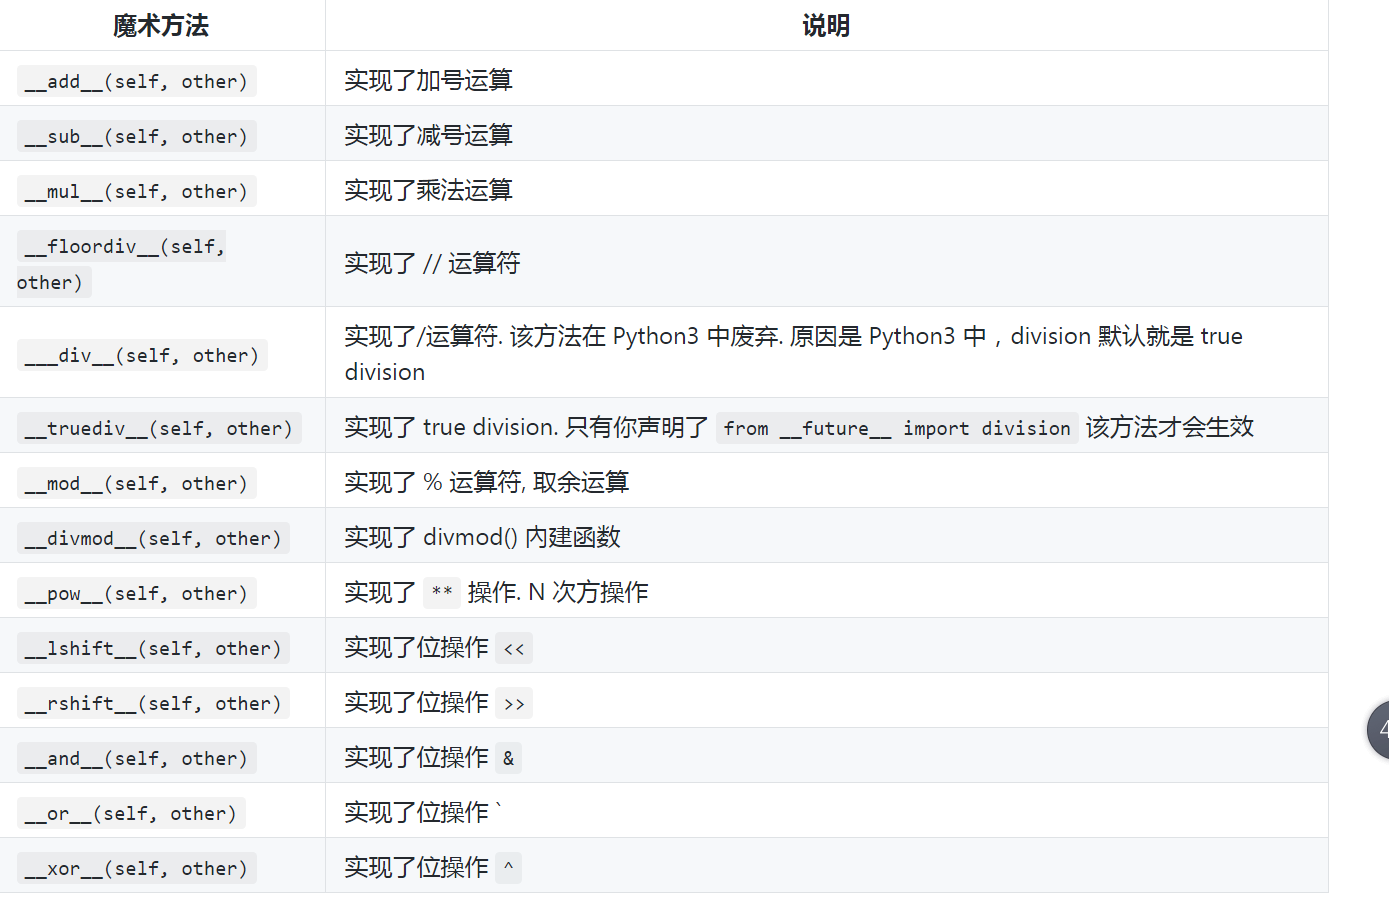 魔术方法 说明
__add__(self, other) 实现了加号运算
__sub__(self, other) 实现了减号运算
__mul__(self, other) 实现了乘法运算
__floordiv__(self,
other) 实现了 // 运算符
___div__(self, other) 实现了/运算符. 该方法在 Python3 中废弃. 原因是 Python3 中，division 默认就是 true
division
__truediv__(self, other) 实现了 true division. 只有你声明了 from __future__ import division 该方法才会生效
__mod__(self, other) 实现了 % 运算符, 取余运算
__divmod__(self, other) 实现了 divmod() 内建函数
__pow__(self, other) 实现了 ** 操作. N 次方操作
__lshift__(self, other) 实现了位操作 <<
__rshift__(self, other) 实现了位操作 >>
__and__(self, other) 实现了位操作 &
__or__(self, other) 实现了位操作 `
__xor__(self, other) 实现了位操作 ^